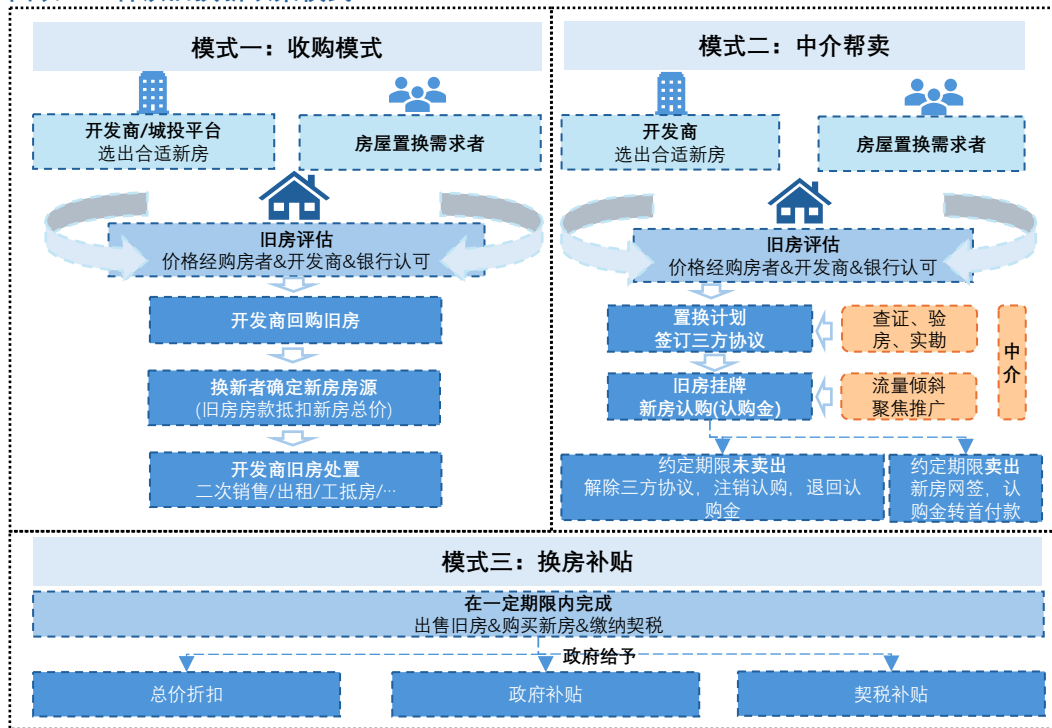 模式一：收购模式
开发商/城投平台
选出合适新房
房屋置换需求者
旧房评估
价格经购房者&开发商&银行认可
开发商回购旧房
换新者确定新房房源
(旧房房款抵扣新房总价)
开发商旧房处置
二次销售/出租/工抵房/…
模式二：中介帮卖
开发商
选出合适新房
房屋置换需求者
旧房评估
价格经购房者&开发商&银行认可
置换计划
签订三方协议
查证、验
房、实勘
中
介
旧房挂牌
新房认购(认购金)
流量倾斜
聚焦推广
约定期限未卖出
解除三方协议，注销认购，退回认
购金
约定期限卖出
新房网签，认
购金转首付款
模式三：换房补贴
在一定期限内完成
出售旧房&购买新房&缴纳契税
政府给予
总价折扣
政府补贴
契税补贴